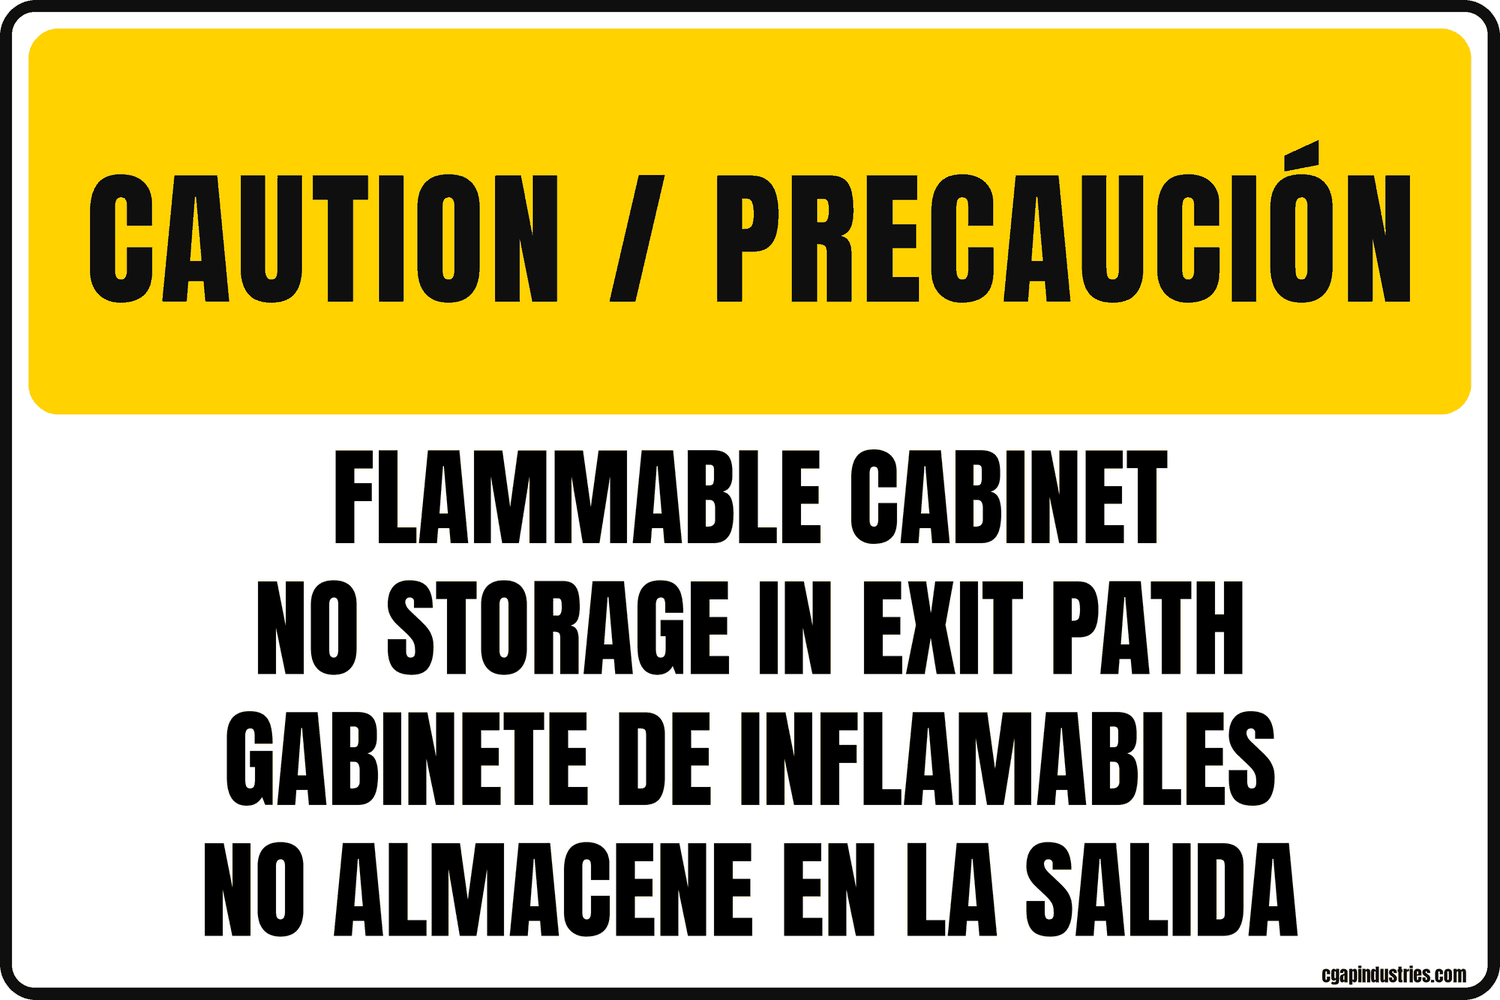 CAUTION / PRECAUCIÓN
FLAMMABLE CABINET
NO STORAGE IN EXIT PATH
GABINETE DE INFLAMABLES
NO ALMACENE EN LA SALIDA
cgapindustries.com